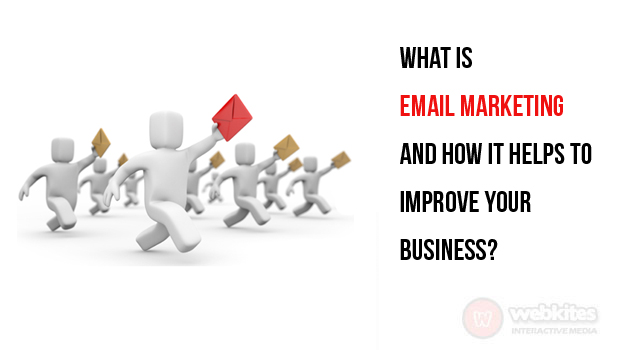 WHAT IS
EMAIL MARKETING
AND HOW IT HELPS TO
IMPROVE YOUR
BUSINESS?
w webkites
INTERACTIVE MEDIA